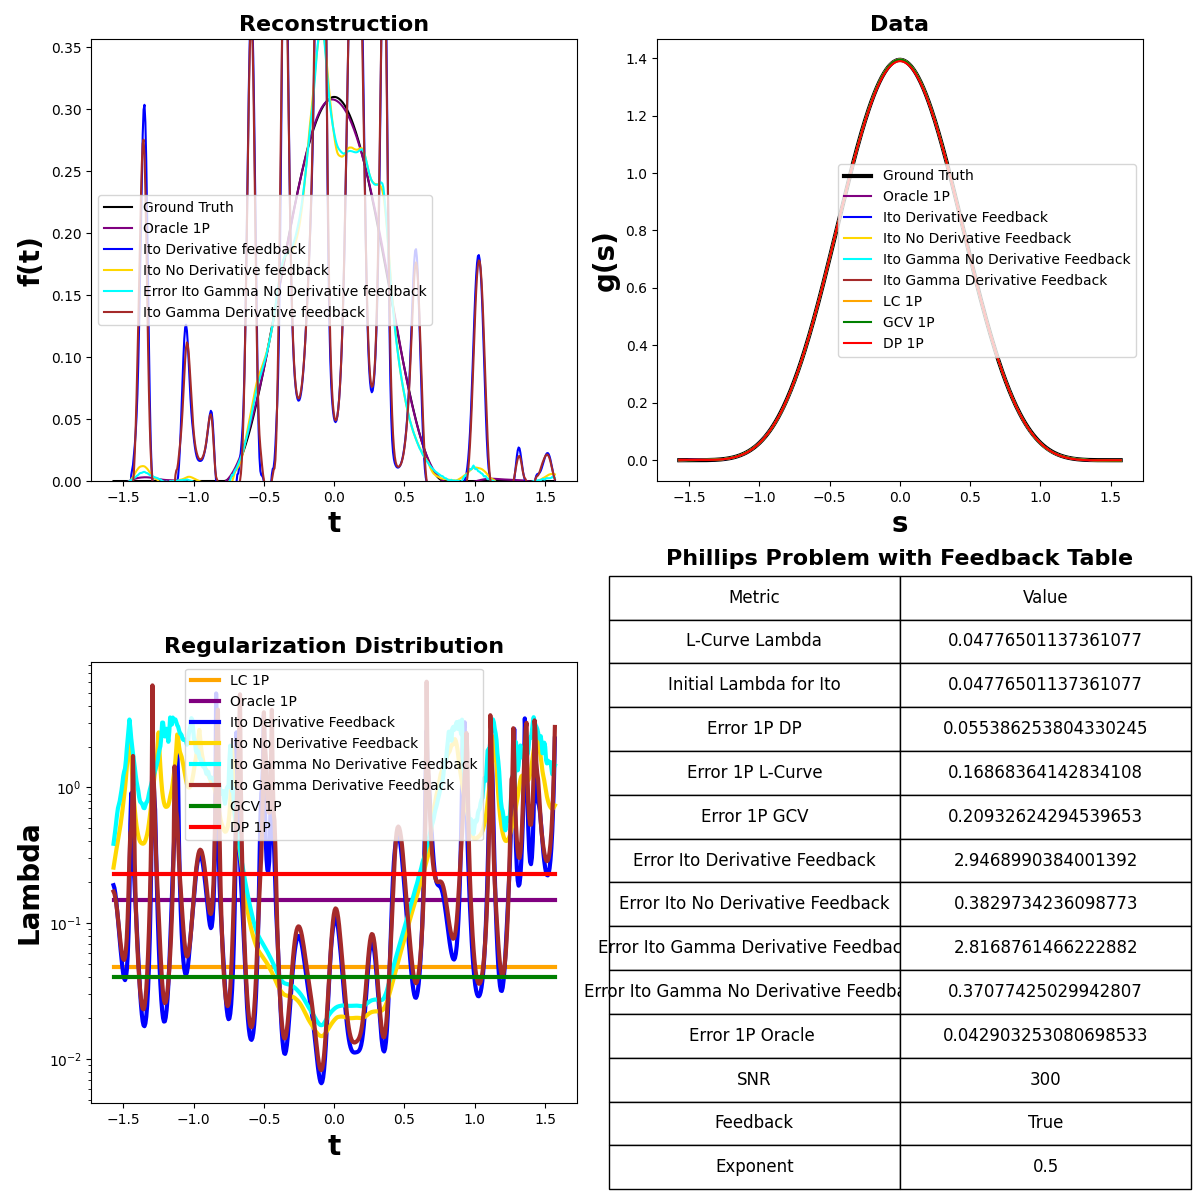 Reconstruction
0.35
0.30
0.25
0.20
0.15
0.10
0.05
0.00
f(t)
Ground Truth
Oracle 1P
Ito Derivative feedback
Ito No Derivative feedback
Error Ito Gamma No Derivative feedback
Ito Gamma Derivative feedback
−1.5 −1.0 −0.5 0.0 0.5 1.0 1.5
t
Data
1.4
1.2
1.0
0.8
0.6
0.4
0.2
0.0
g(s)
Ground Truth
Oracle 1P
Ito Derivative Feedback
Ito No Derivative Feedback
Ito Gamma No Derivative Feedback
Ito Gamma Derivative Feedback
LC 1P
GCV 1P
DP 1P
−1.5 −1.0 −0.5 0.0 0.5 1.0 1.5
s
Regularization Distribution
10⁰
10⁻¹
10⁻²
Lambda
LC 1P
Oracle 1P
Ito Derivative Feedback
Ito No Derivative Feedback
Ito Gamma No Derivative Feedback
Ito Gamma Derivative Feedback
GCV 1P
DP 1P
−1.5 −1.0 −0.5 0.0 0.5 1.0 1.5
t
Phillips Problem with Feedback Table
Metric Value
L-Curve Lambda 0.04776501137361077
Initial Lambda for Ito 0.04776501137361077
Error 1P DP 0.055386253804330245
Error 1P L-Curve 0.16868364142834108
Error 1P GCV 0.20932624294539653
Error Ito Derivative Feedback 2.9468990384001392
Error Ito No Derivative Feedback 0.3829734236098773
Error Ito Gamma Derivative Feedbac 2.8168761466222882
Error Ito Gamma No Derivative Feedba 0.37077425029942807
Error 1P Oracle 0.042903253080698533
SNR 300
Feedback True
Exponent 0.5